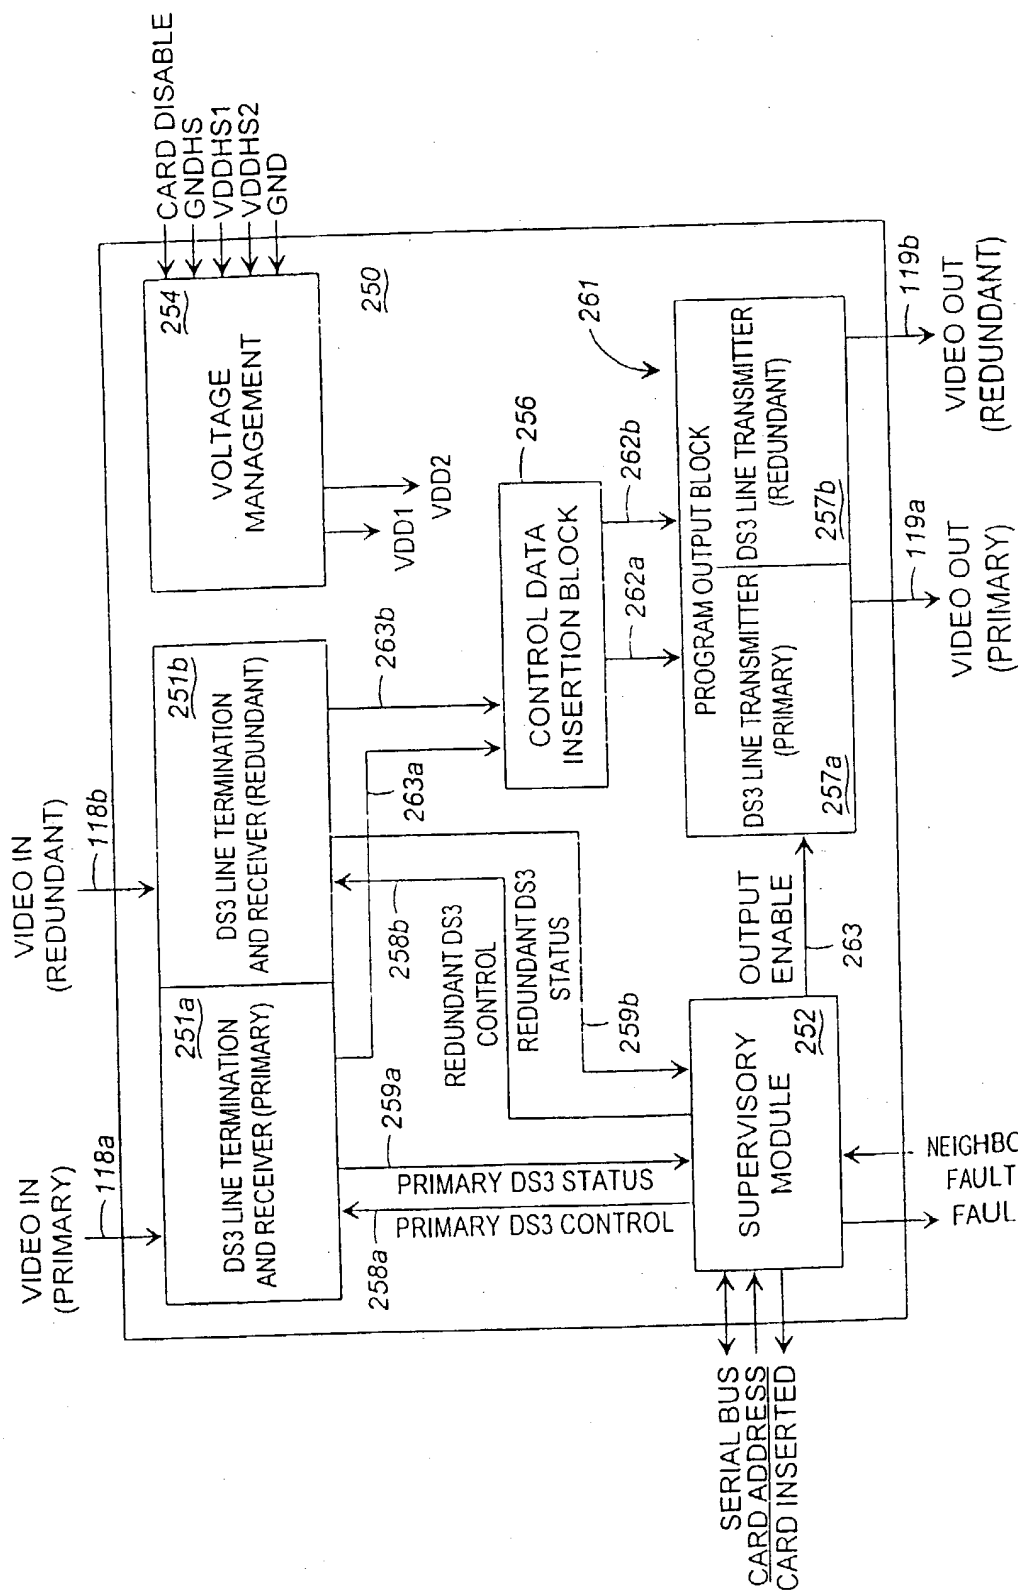 VIDEO IN
(PRIMARY)
118a
VIDEO IN
(REDUNDANT)
118b
CARD DISABLE
GNDHS
VDDHS1
VDDHS2
GND
251a
DS3 LINE TERMINATION
AND RECEIVER (PRIMARY)
251b
DS3 LINE TERMINATION
AND RECEIVER (REDUNDANT)
254
VOLTAGE
MANAGEMENT
250
VDD1
VDD2
263b
263a
259a
258a
PRIMARY DS3 STATUS
PRIMARY DS3 CONTROL
258b
REDUNDANT DS3
CONTROL
REDUNDANT DS3
STATUS
259b
256
CONTROL DATA
INSERTION BLOCK
262a
262b
261
SUPERVISORY
MODULE
252
OUTPUT
ENABLE
263
PROGRAM OUTPUT BLOCK
DS3 LINE TRANSMITTER
(PRIMARY)
257a
DS3 LINE TRANSMITTER
(REDUNDANT)
257b
SERIAL BUS
CARD ADDRESS
CARD INSERTED
FAULT
119a
VIDEO OUT
(PRIMARY)
119b
VIDEO OUT
(REDUNDANT)